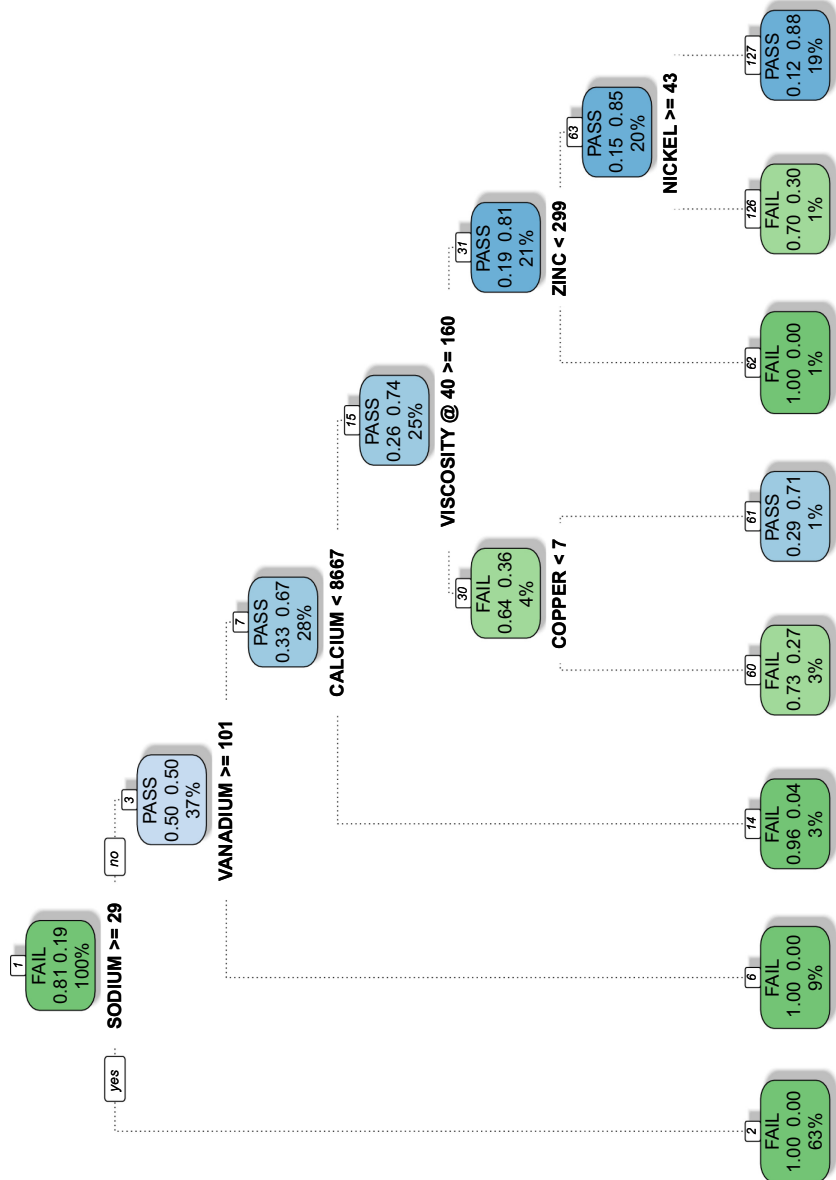 1
FAIL
0.81 0.19
100%
SODIUM >= 29
yes
no
3
PASS
0.50 0.50
37%
VANADIUM >= 101
7
PASS
0.33 0.67
28%
CALCIUM < 8667
15
PASS
0.26 0.74
25%
VISCOSITY @ 40 >= 160
30
FAIL
0.64 0.36
4%
COPPER < 7
31
PASS
0.19 0.81
21%
ZINC < 299
63
PASS
0.15 0.85
20%
NICKEL >= 43
2
FAIL
1.00 0.00
63%
6
FAIL
1.00 0.00
9%
14
FAIL
0.96 0.04
3%
60
FAIL
0.73 0.27
3%
61
PASS
0.29 0.71
1%
62
FAIL
1.00 0.00
1%
126
FAIL
0.70 0.30
1%
127
PASS
0.12 0.88
19%